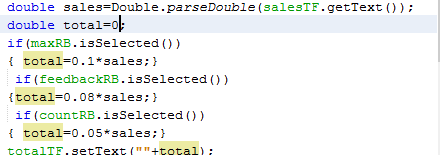 double sales=Double.parseDouble(salesTF.getText());
double total=0;
if(maxRB.isSelected())
{ total=0.1*sales;}
if(feedbackRB.isSelected())
{total=0.08*sales;}
if(countRB.isSelected())
{ total=0.05*sales;}
totalTF.setText(""+total);